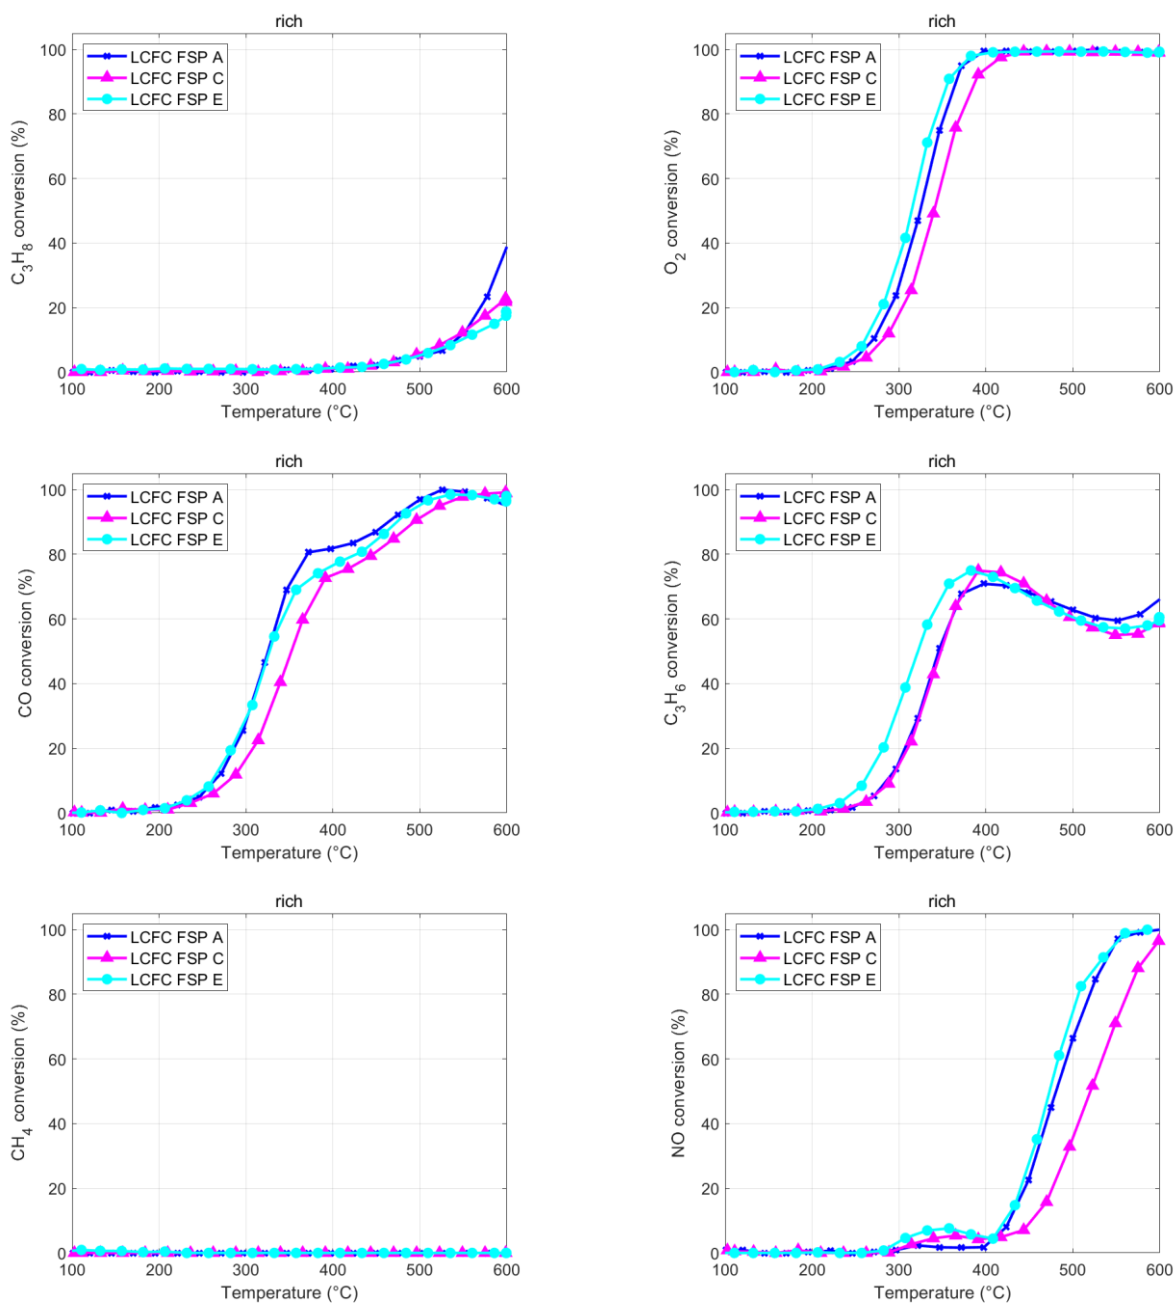 rich
LCFC FSP A
LCFC FSP C
LCFC FSP E
C3H8 conversion (%)
0
20
40
60
80
100
100 200 300 400 500 600
Temperature (°C)
rich
LCFC FSP A
LCFC FSP C
LCFC FSP E
O2 conversion (%)
0
20
40
60
80
100
100 200 300 400 500 600
Temperature (°C)
rich
LCFC FSP A
LCFC FSP C
LCFC FSP E
CO conversion (%)
0
20
40
60
80
100
100 200 300 400 500 600
Temperature (°C)
rich
LCFC FSP A
LCFC FSP C
LCFC FSP E
C3H6 conversion (%)
0
20
40
60
80
100
100 200 300 400 500 600
Temperature (°C)
rich
LCFC FSP A
LCFC FSP C
LCFC FSP E
CH4 conversion (%)
0
20
40
60
80
100
100 200 300 400 500 600
Temperature (°C)
rich
LCFC FSP A
LCFC FSP C
LCFC FSP E
NO conversion (%)
0
20
40
60
80
100
100 200 300 400 500 600
Temperature (°C)